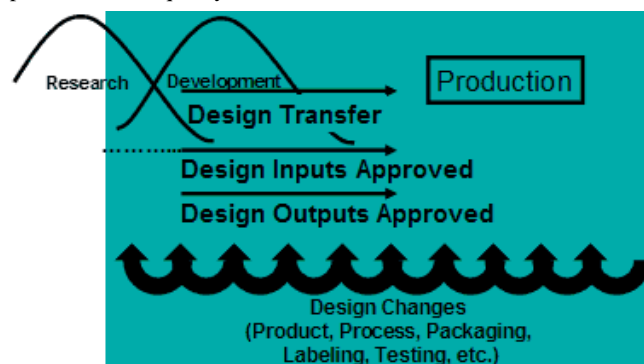 Research
Development
Production
Design Transfer
Design Inputs Approved
Design Outputs Approved
Design Changes
(Product, Process, Packaging,
Labeling, Testing, etc.)